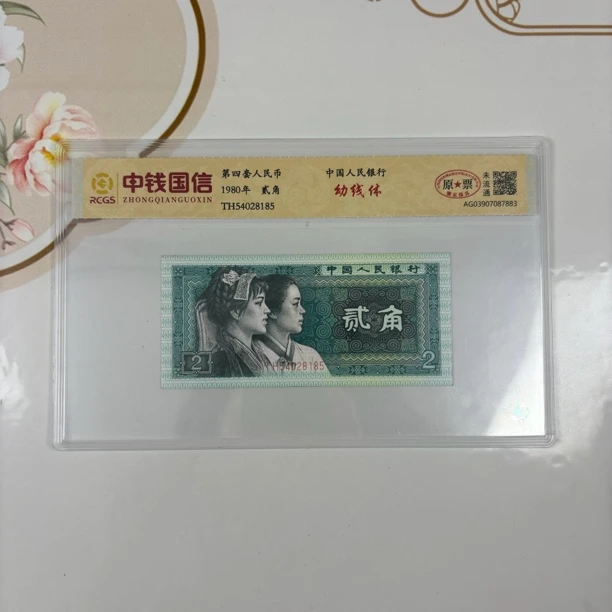 中钱国信
RCGS ZHONGQIANGUOXIN
第四套人民币
1980年 贰角
TH54028185
中国人民银行
幼线体
原★票
未流通
AG03907087883
中国人民银行
贰角
2
TH54028185
2